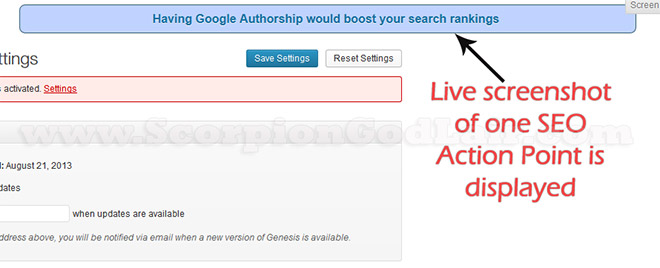 Screen
Having Google Authorship would boost your search rankings
ttings
Save Settings
Reset Settings
s activated. Settings
Live screenshot
of one SEO
Action Point is
displayed
www.ScorpionGodLair.com
d: August 21, 2013
dates
when updates are available
ddress above, you will be notified via email when a new version of Genesis is available.